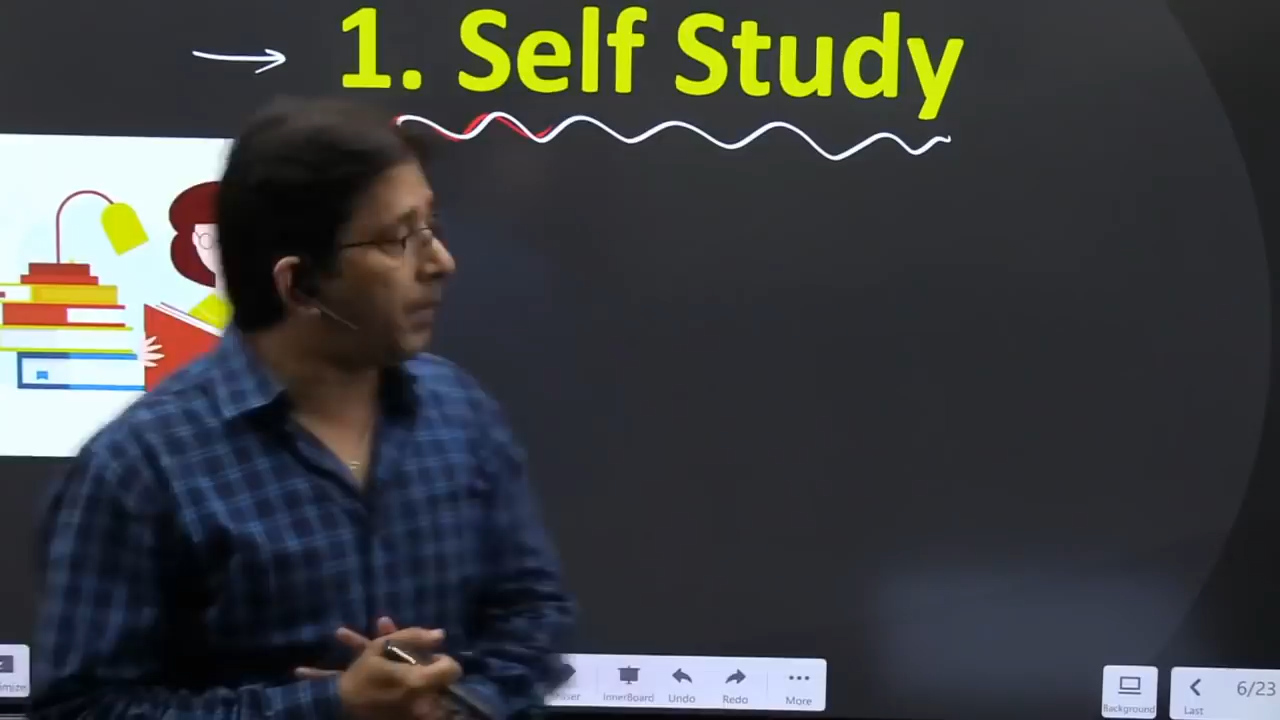 1. Self Study
InnerBoard
Undo
Redo
More
Background
Last
6/23